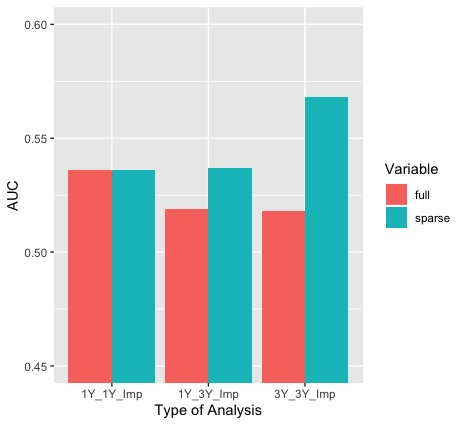 0.60
0.55
0.50
0.45
AUC
1Y_1Y_Imp 1Y_3Y_Imp 3Y_3Y_Imp
Type of Analysis
Variable
full
sparse